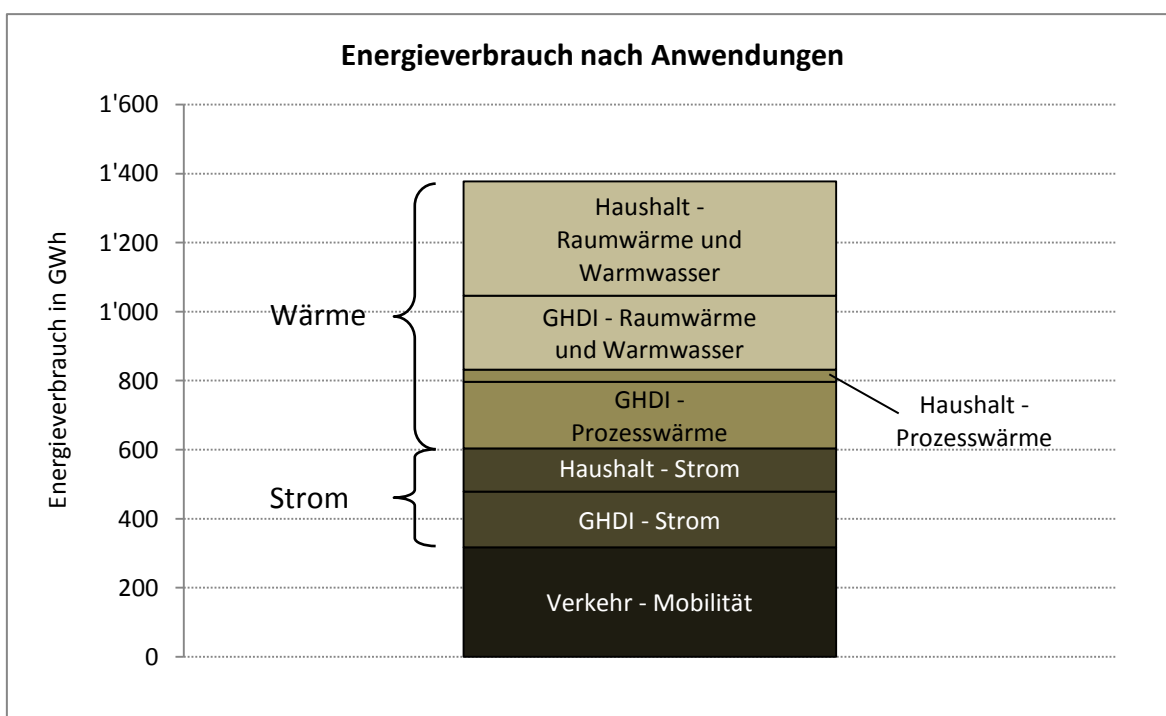 Energieverbrauch nach Anwendungen
Energieverbrauch in GWh
1'600
1'400
1'200
1'000
800
600
400
200
0
Wärme
Strom
Haushalt -
Raumwärme und
Warmwasser
GHDI - Raumwärme
und Warmwasser
Haushalt -
Prozesswärme
GHDI -
Prozesswärme
Haushalt - Strom
GHDI - Strom
Verkehr - Mobilität